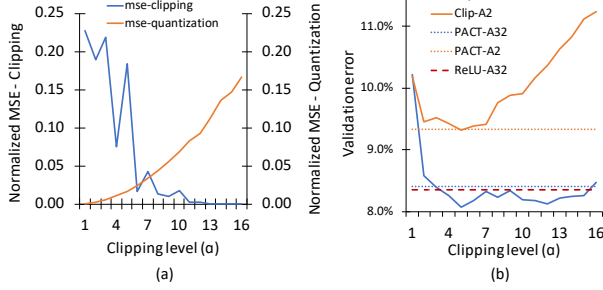 mse-clipping
mse-quantization
Normalized MSE - Clipping
0.25
0.20
0.15
0.10
0.05
0.00
0.25
0.20
0.15
0.10
0.05
0.00
Normalized MSE - Quantization
1 4 7 10 13 16
Clipping level (α)
(a)
Clip-A2
PACT-A32
PACT-A2
ReLU-A32
Validation error
11.0%
10.0%
9.0%
8.0%
1 4 7 10 13 16
Clipping level (α)
(b)